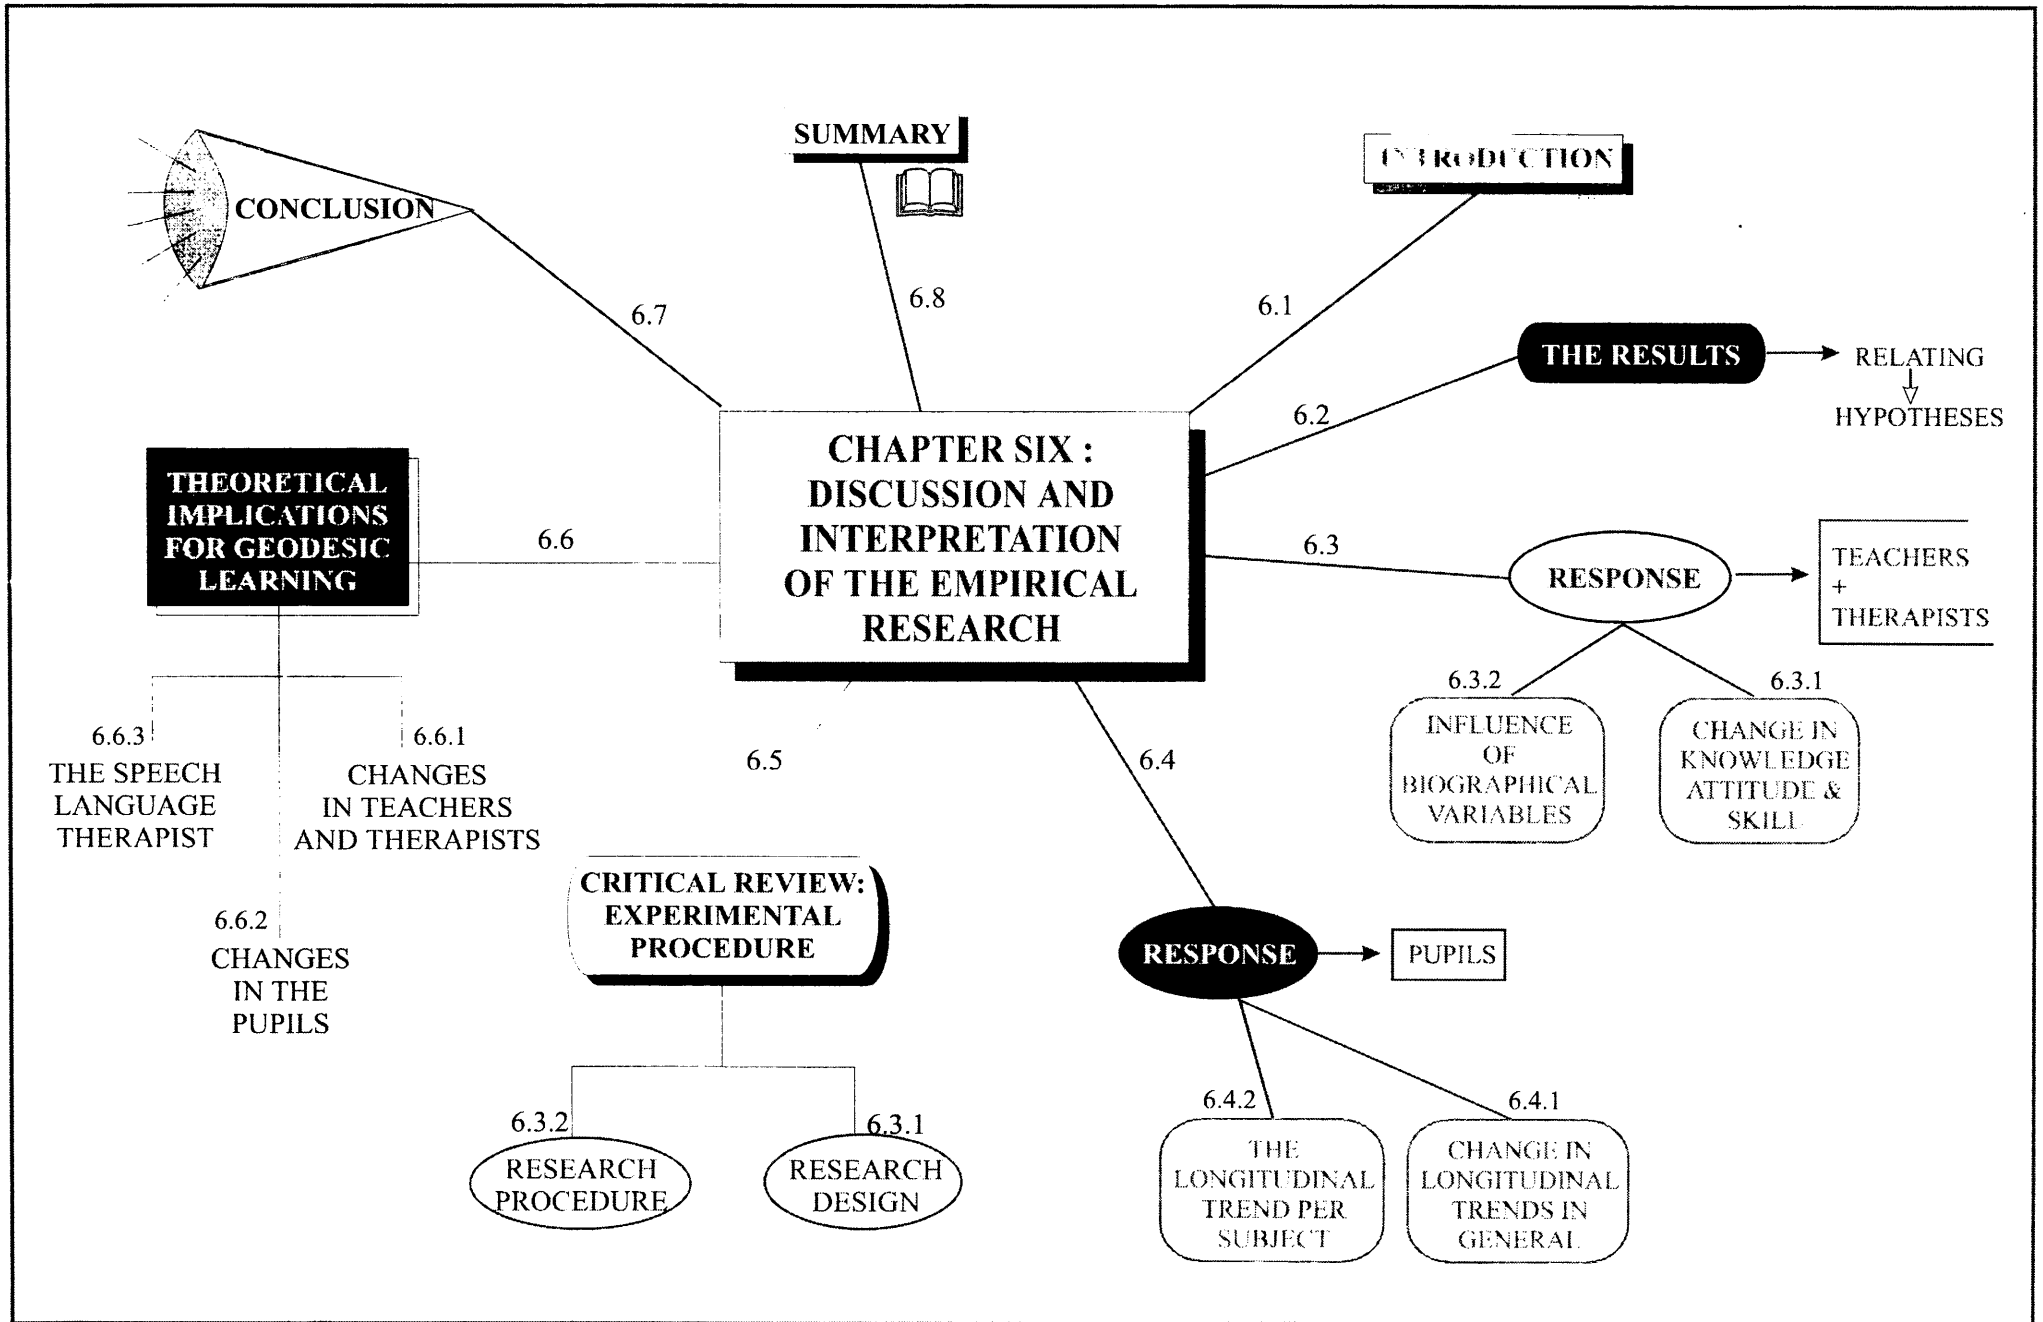 SUMMARY
INTRODUCTION
CONCLUSION
6.8
6.1
6.7
THE RESULTS
RELATING
HYPOTHESES
6.2
CHAPTER SIX :
DISCUSSION AND
INTERPRETATION
OF THE EMPIRICAL
RESEARCH
THEORETICAL
IMPLICATIONS
FOR GEODESIC
LEARNING
6.6
6.3
RESPONSE
TEACHERS
+
THERAPISTS
6.3.2
INFLUENCE
OF
BIOGRAPHICAL
VARIABLES
6.3.1
CHANGE IN
KNOWLEDGE
ATTITUDE &
SKILL
6.6.3
THE SPEECH
LANGUAGE
THERAPIST
6.6.1
CHANGES
IN TEACHERS
AND THERAPISTS
6.6.2
CHANGES
IN THE
PUPILS
6.5
CRITICAL REVIEW:
EXPERIMENTAL
PROCEDURE
6.3.2
RESEARCH
PROCEDURE
6.3.1
RESEARCH
DESIGN
6.4
RESPONSE
PUPILS
6.4.2
THE
LONGITUDINAL
TREND PER
SUBJECT
6.4.1
CHANGE IN
LONGITUDINAL
TRENDS IN
GENERAL